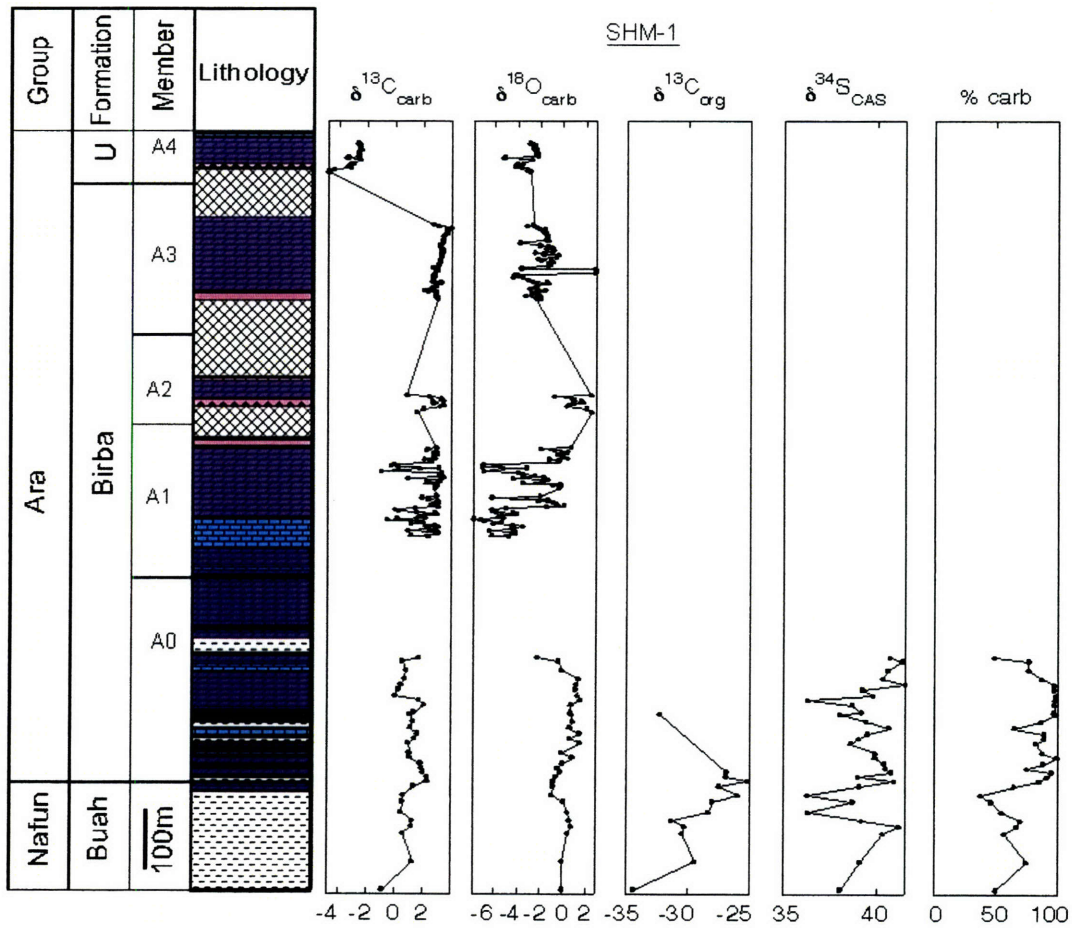 SHM-1
Group
Formation
Member
Lithology
δ13Ccarb
δ18Ocarb
δ13Corg
δ34SCAS
% carb
Ara
Nafun
U
Birba
Buah
A4
A3
A2
A1
A0
100m
-4 -2 0 2
-6 -4 -2 0 2
-35 -30 -25
35 40
0 50 100